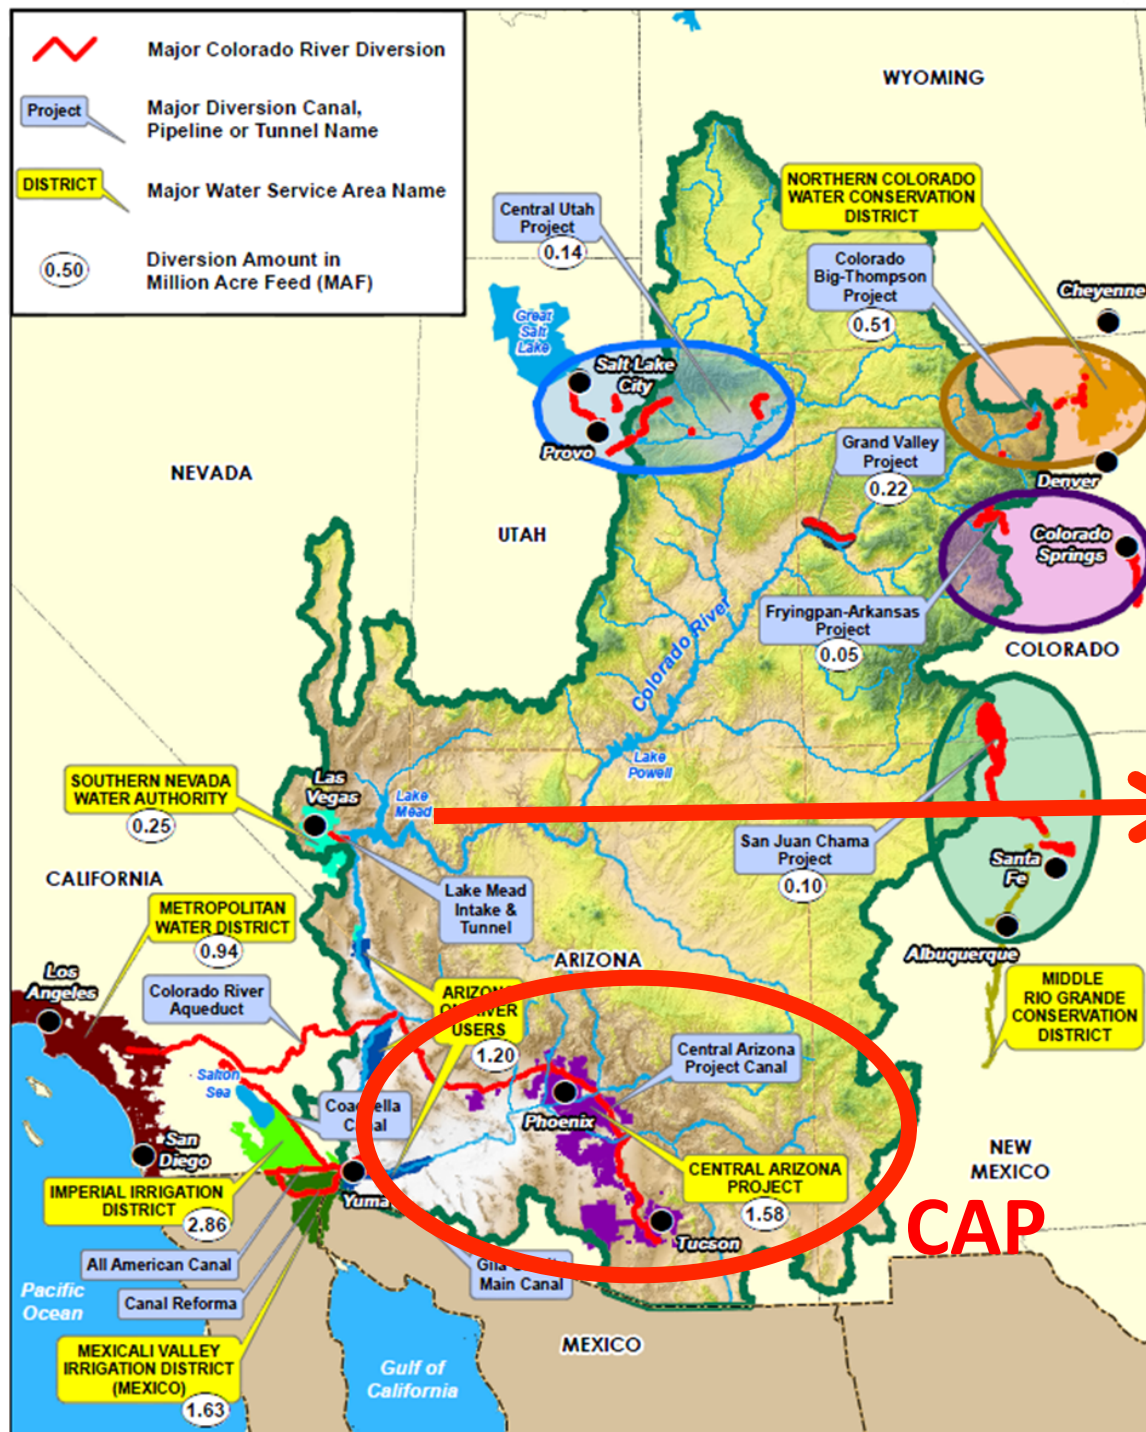 Major Colorado River Diversion
Project
Major Diversion Canal,
Pipeline or Tunnel Name
DISTRICT
Major Water Service Area Name
0.50
Diversion Amount in
Million Acre Feed (MAF)
WYOMING
NORTHERN COLORADO
WATER CONSERVATION
DISTRICT
Central Utah
Project
0.14
Colorado
Big-Thompson
Project
0.51
Cheyenne
Great
Salt
Lake
Salt Lake
City
Provo
Grand Valley
Project
0.22
Denver
NEVADA
UTAH
Colorado
Springs
Fryingpan-Arkansas
Project
0.05
COLORADO
Colorado River
Lake
Powell
SOUTHERN NEVADA
WATER AUTHORITY
0.25
Las
Vegas
Lake
Mead
San Juan Chama
Project
0.10
Santa
Fe
CALIFORNIA
METROPOLITAN
WATER DISTRICT
0.94
Lake Mead
Intake &
Tunnel
Albuquerque
ARIZONA
Los
Angeles
Colorado River
Aqueduct
ARIZONA
ON RIVER
USERS
1.20
MIDDLE
RIO GRANDE
CONSERVATION
DISTRICT
Central Arizona
Project Canal
Salton
Sea
Coachella
Canal
Phoenix
San
Diego
NEW
MEXICO
IMPERIAL IRRIGATION
DISTRICT
2.86
Yuma
CENTRAL ARIZONA
PROJECT
1.58
CAP
Tucson
All American Canal
Main Canal
Canal Reforma
Pacific
Ocean
MEXICALI VALLEY
IRRIGATION DISTRICT
(MEXICO)
1.63
Gulf of
California
MEXICO